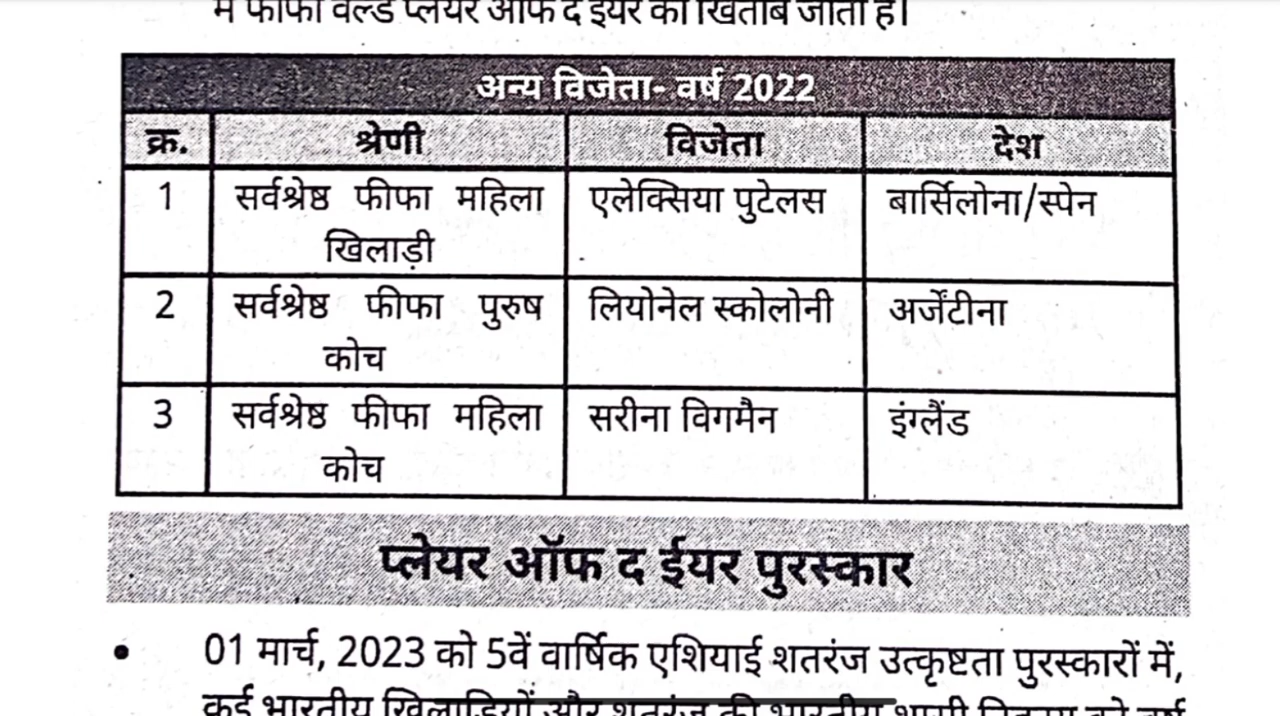 में फीफा वर्ल्ड प्लेयर ऑफ द ईयर का खिताब जीता है।
अन्य विजेता- वर्ष 2022
क्र. श्रेणी विजेता देश
1 सर्वश्रेष्ठ फीफा महिला एलेक्सिया पुटेलस बार्सिलोना/स्पेन
खिलाड़ी
2 सर्वश्रेष्ठ फीफा पुरुष लियोनेल स्कोलोनी अर्जेंटीना
कोच
3 सर्वश्रेष्ठ फीफा महिला सरीना विगमैन इंग्लैंड
कोच
प्लेयर ऑफ द ईयर पुरस्कार
• 01 मार्च, 2023 को 5वें वार्षिक एशियाई शतरंज उत्कृष्टता पुरस्कारों में,
कई भारतीय खिलाड़ियों और शतरंज की भारतीय शासी निकाय को वर्ष